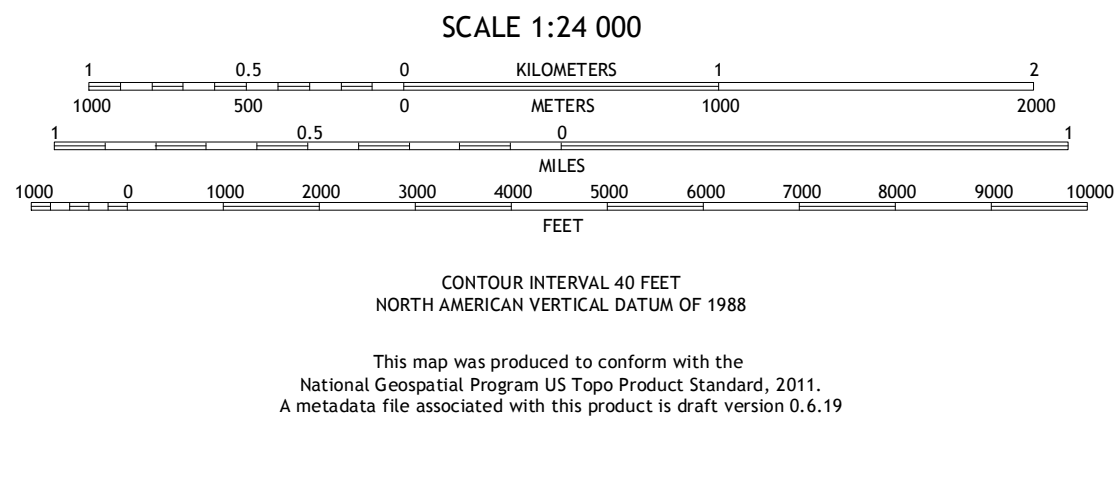 SCALE 1:24 000
1 0.5 0 KILOMETERS 1 2
1000 500 0 METERS 1000 2000
1 0.5 0 1
MILES
1000 0 1000 2000 3000 4000 5000 6000 7000 8000 9000 10000
FEET
CONTOUR INTERVAL 40 FEET
NORTH AMERICAN VERTICAL DATUM OF 1988
This map was produced to conform with the
National Geospatial Program US Topo Product Standard, 2011.
A metadata file associated with this product is draft version 0.6.19